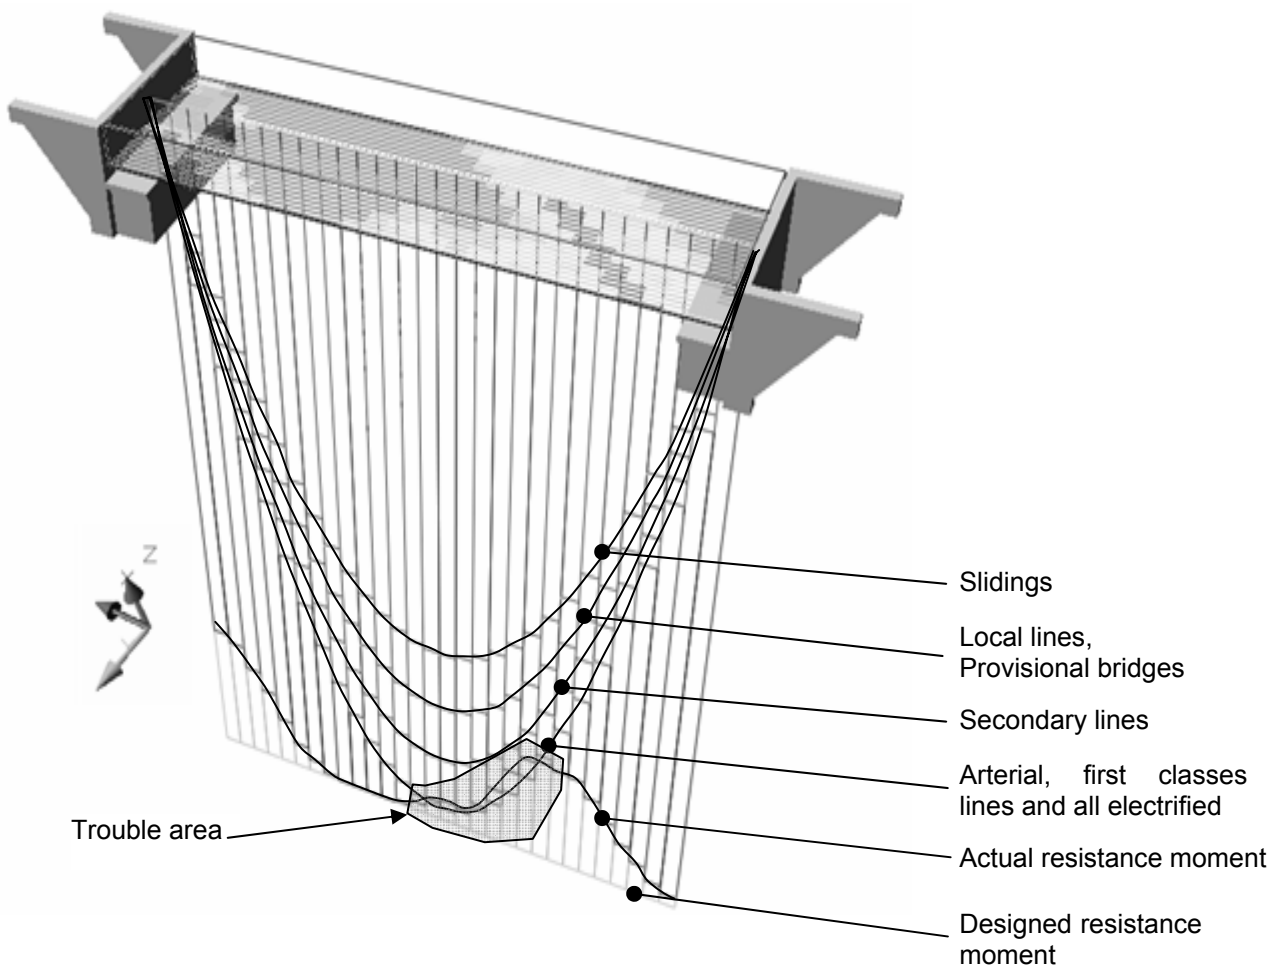 Z
X
Slidings
Local lines,
Provisional bridges
Secondary lines
Arterial, first classes
lines and all electrified
Trouble area
Actual resistance moment
Designed resistance
moment